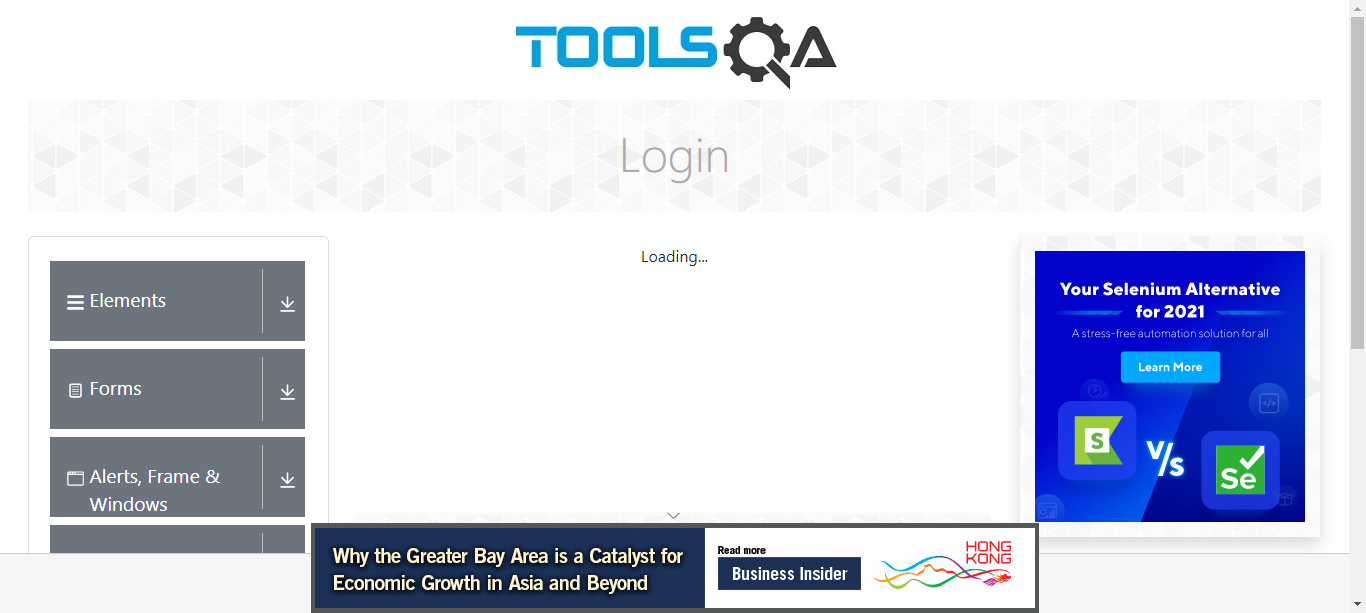 TOOLSQA
Login
Elements
Forms
Alerts, Frame &
Windows
Loading...
Your Selenium Alternative
for 2021
A stress-free automation solution for all
Learn More
S
V/s
Se
Why the Greater Bay Area is a Catalyst for
Economic Growth in Asia and Beyond
Read more
Business Insider
HONG
KONG